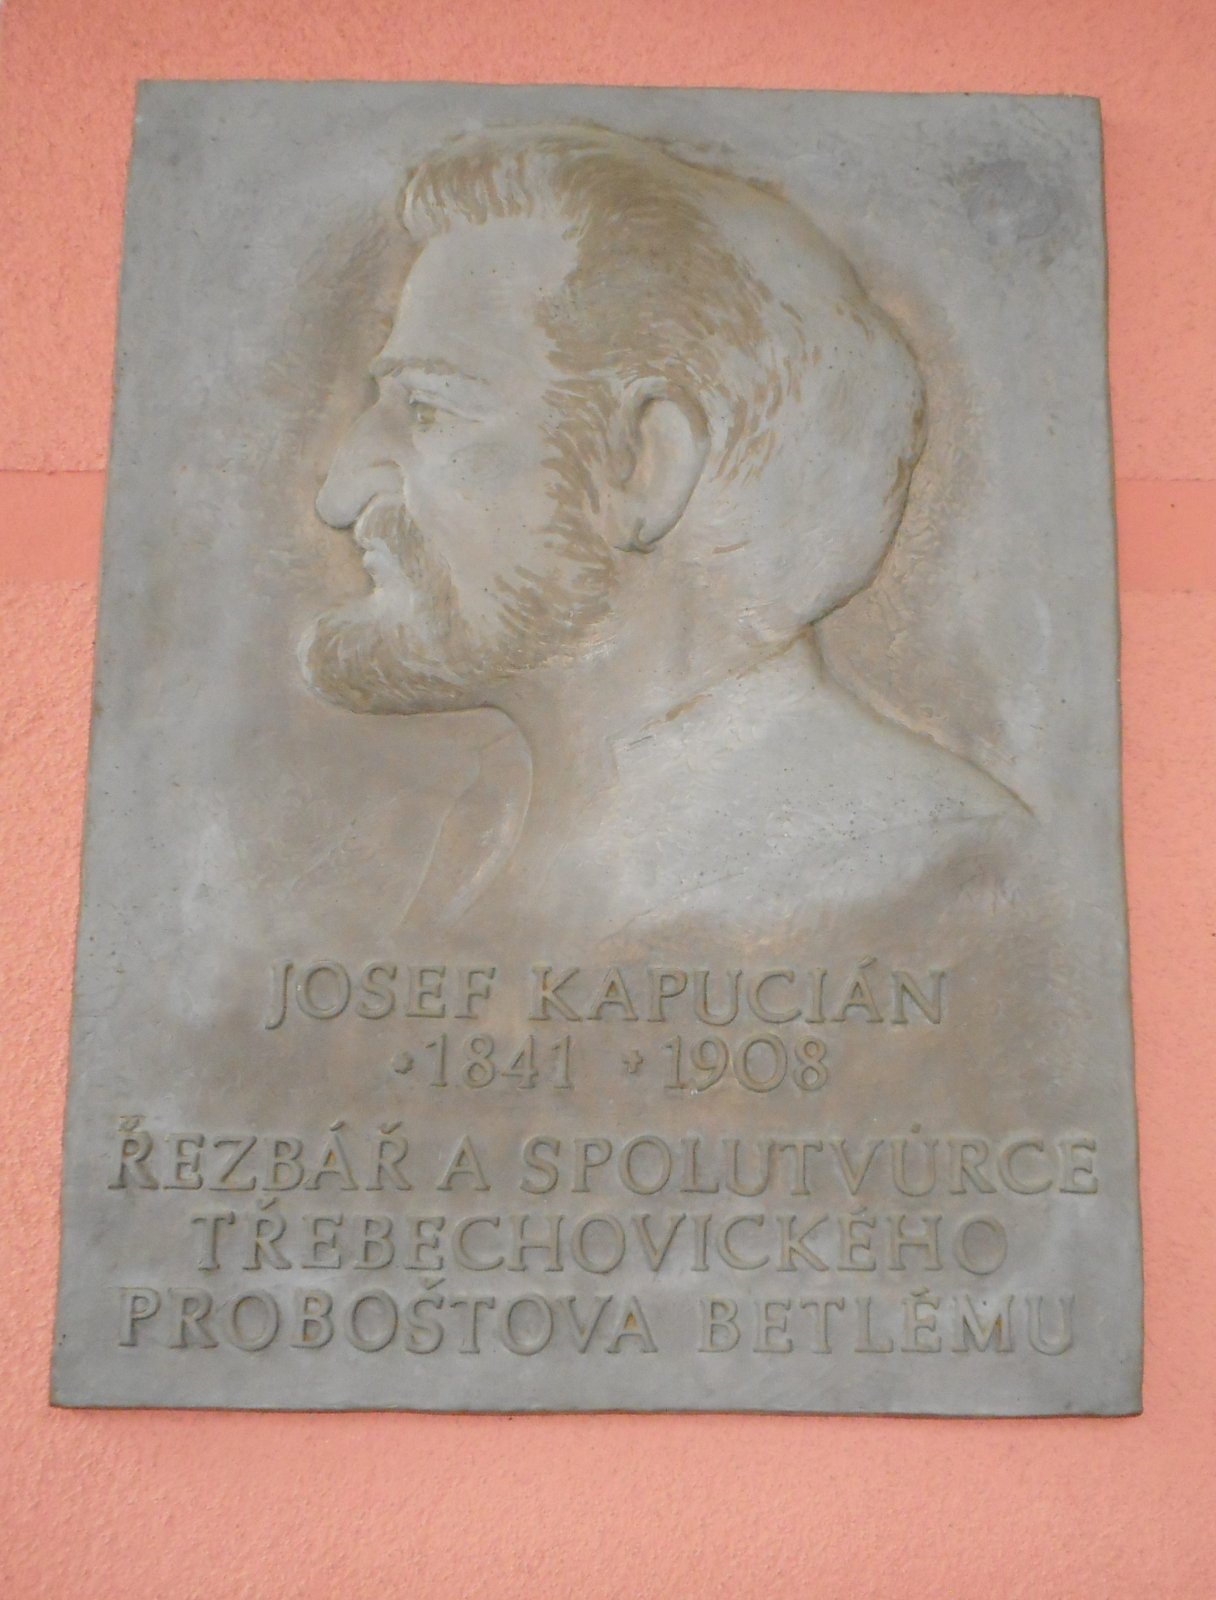 JOSEF KAPUCIÁN
*1841 +1908
ŘEZBÁŘ A SPOLUTVŮRCE
TŘEBECHOVICKÉHO
PROBOŠTOVA BETLÉMU